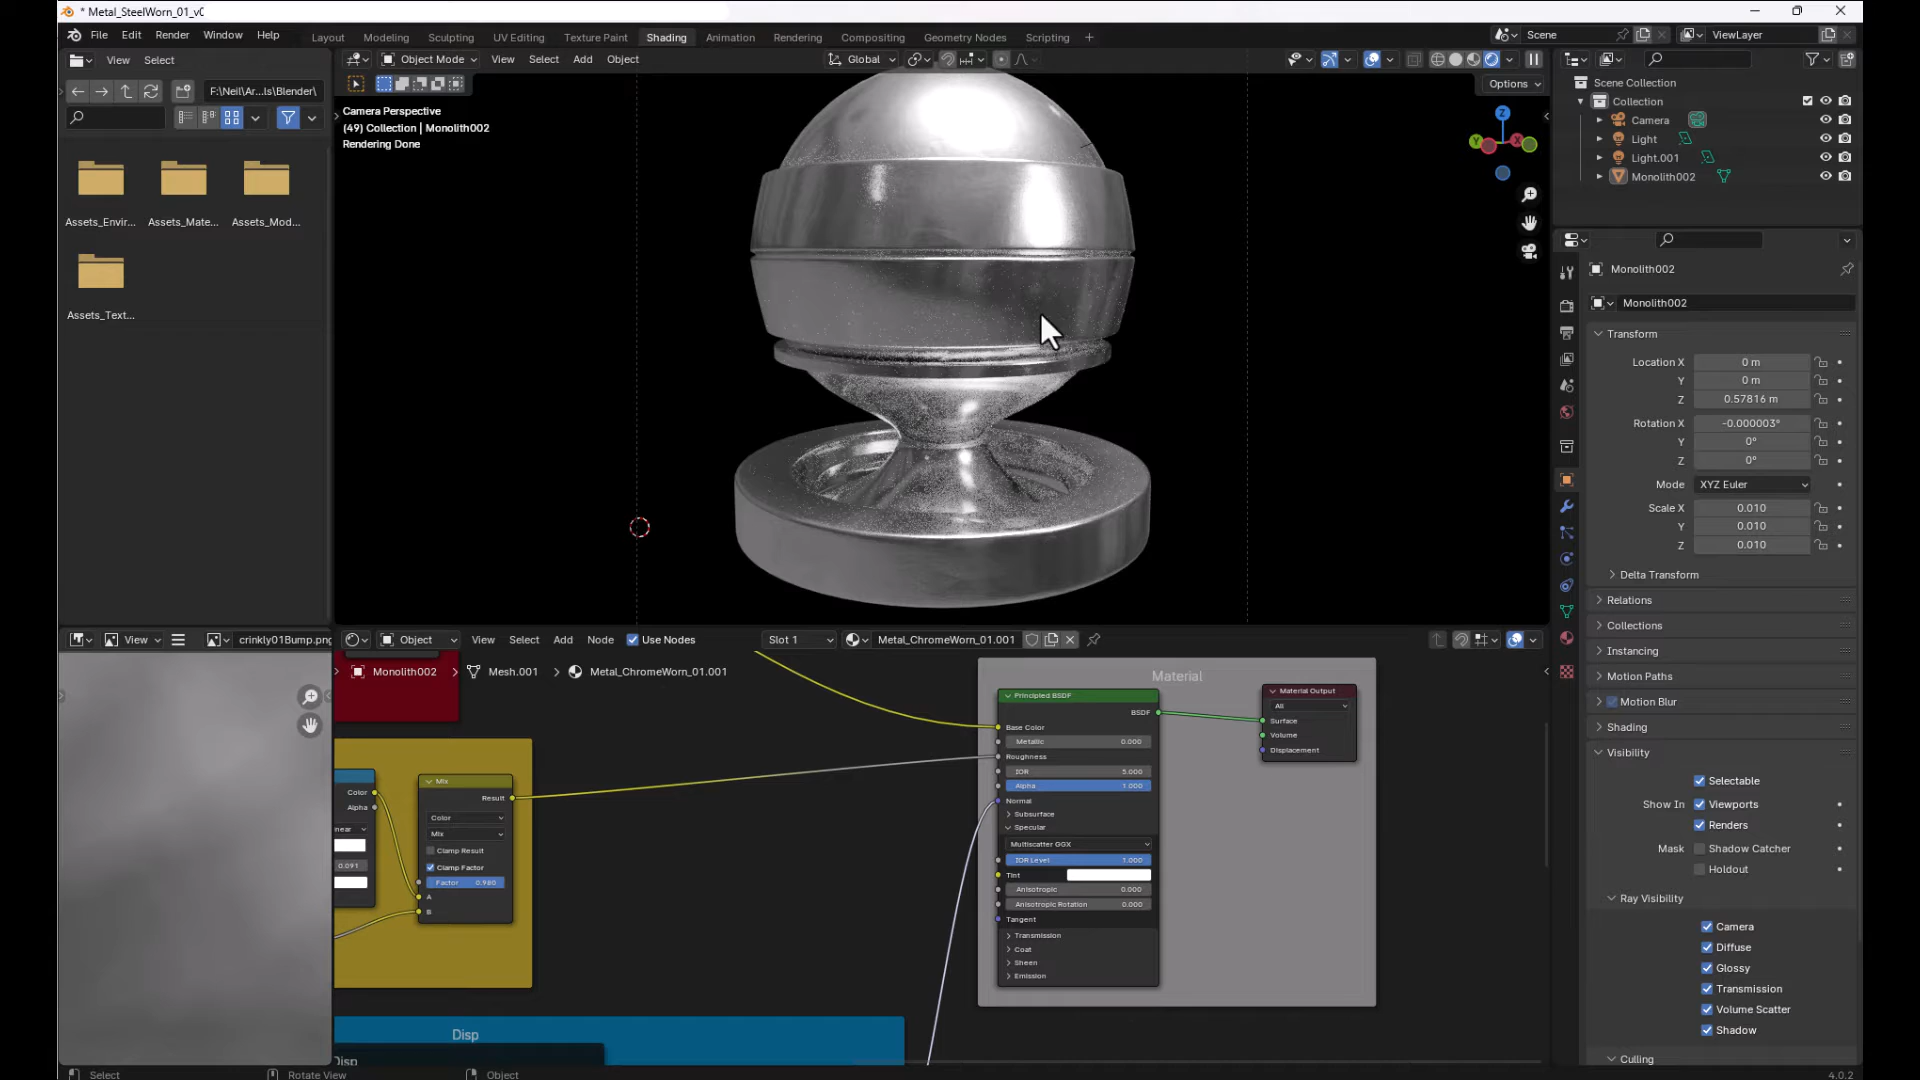 * Metal_SteelWorn_01_v0
File Edit Render Window Help
Layout Modeling Sculpting UV Editing Texture Paint Shading Animation Rendering Compositing Geometry Nodes Scripting +
Scene
ViewLayer
View Select
Object Mode View Select Add Object
Global
F:\Neil\Ar...ls\Blender\
Options
Camera Perspective
(49) Collection | Monolith002
Rendering Done
Assets_Envir...
Assets_Mate...
Assets_Mod...
Assets_Text...
Z
Y
X
Scene Collection
Collection
Camera
Light
Light.001
Monolith002
Monolith002
Monolith002
Transform
Location X 0 m
Y 0 m
Z 0.57816 m
Rotation X -0.000003°
Y 0°
Z 0°
Mode XYZ Euler
Scale X 0.010
Y 0.010
Z 0.010
Delta Transform
Relations
Collections
Instancing
Motion Paths
Motion Blur
Shading
Visibility
Selectable
Show In Viewports
Renders
Mask Shadow Catcher
Holdout
Ray Visibility
Camera
Diffuse
Glossy
Transmission
Volume Scatter
Shadow
Culling
View
crinkly01Bump.png
Object View Select Add Node Use Nodes
Slot 1
Metal_ChromeWorn_01.001
Monolith002 > Mesh.001 > Metal_ChromeWorn_01.001
Color
Alpha
near
0.091
Mix
Result
Color
Mix
Clamp Result
Clamp Factor
Factor 0.980
A
B
Disp
Disp
Material
Principled BSDF
BSDF
Base Color
Metallic 0.000
Roughness
IOR 5.000
Alpha 1.000
Normal
Subsurface
Specular
Multiscatter GGX
IOR Level 1.000
Tint
Anisotropic 0.000
Anisotropic Rotation 0.000
Tangent
Transmission
Coat
Sheen
Emission
Material Output
All
Surface
Volume
Displacement
Select
Rotate View
Object
4.0.2